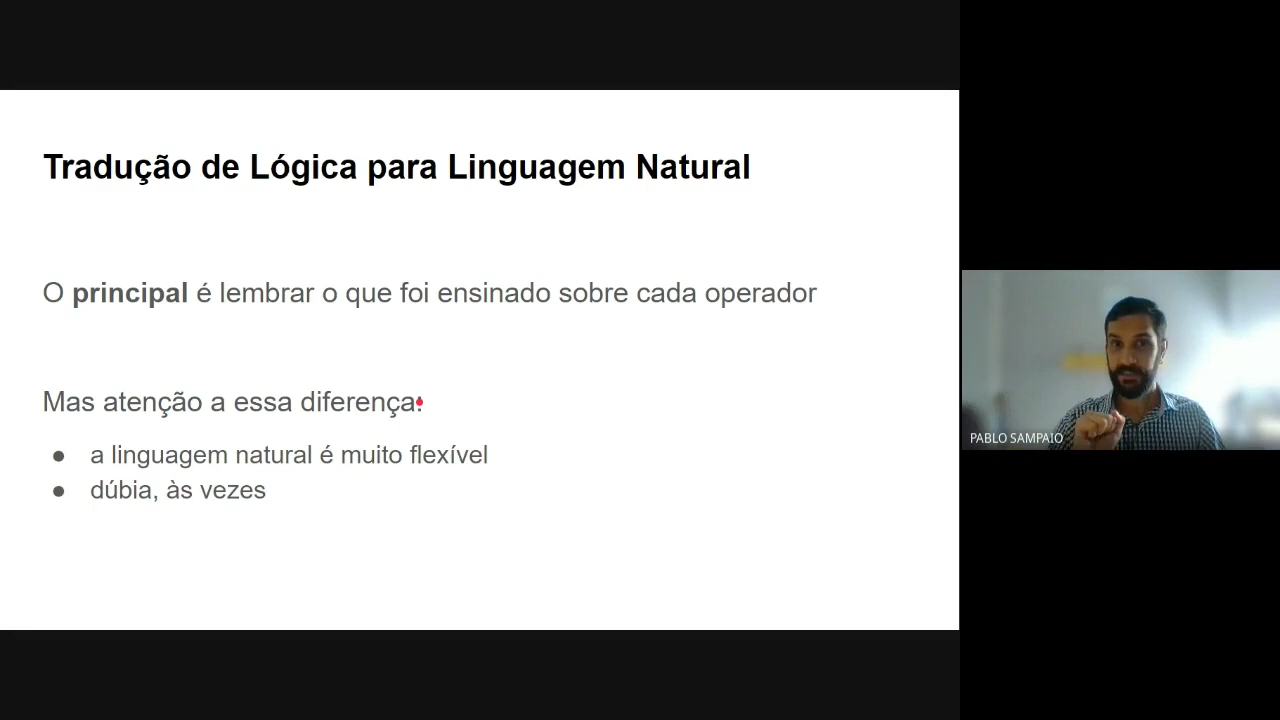 Tradução de Lógica para Linguagem Natural
O principal é lembrar o que foi ensinado sobre cada operador
Mas atenção a essa diferença:
● a linguagem natural é muito flexível
● dúbia, às vezes
PABLO SAMPAIO